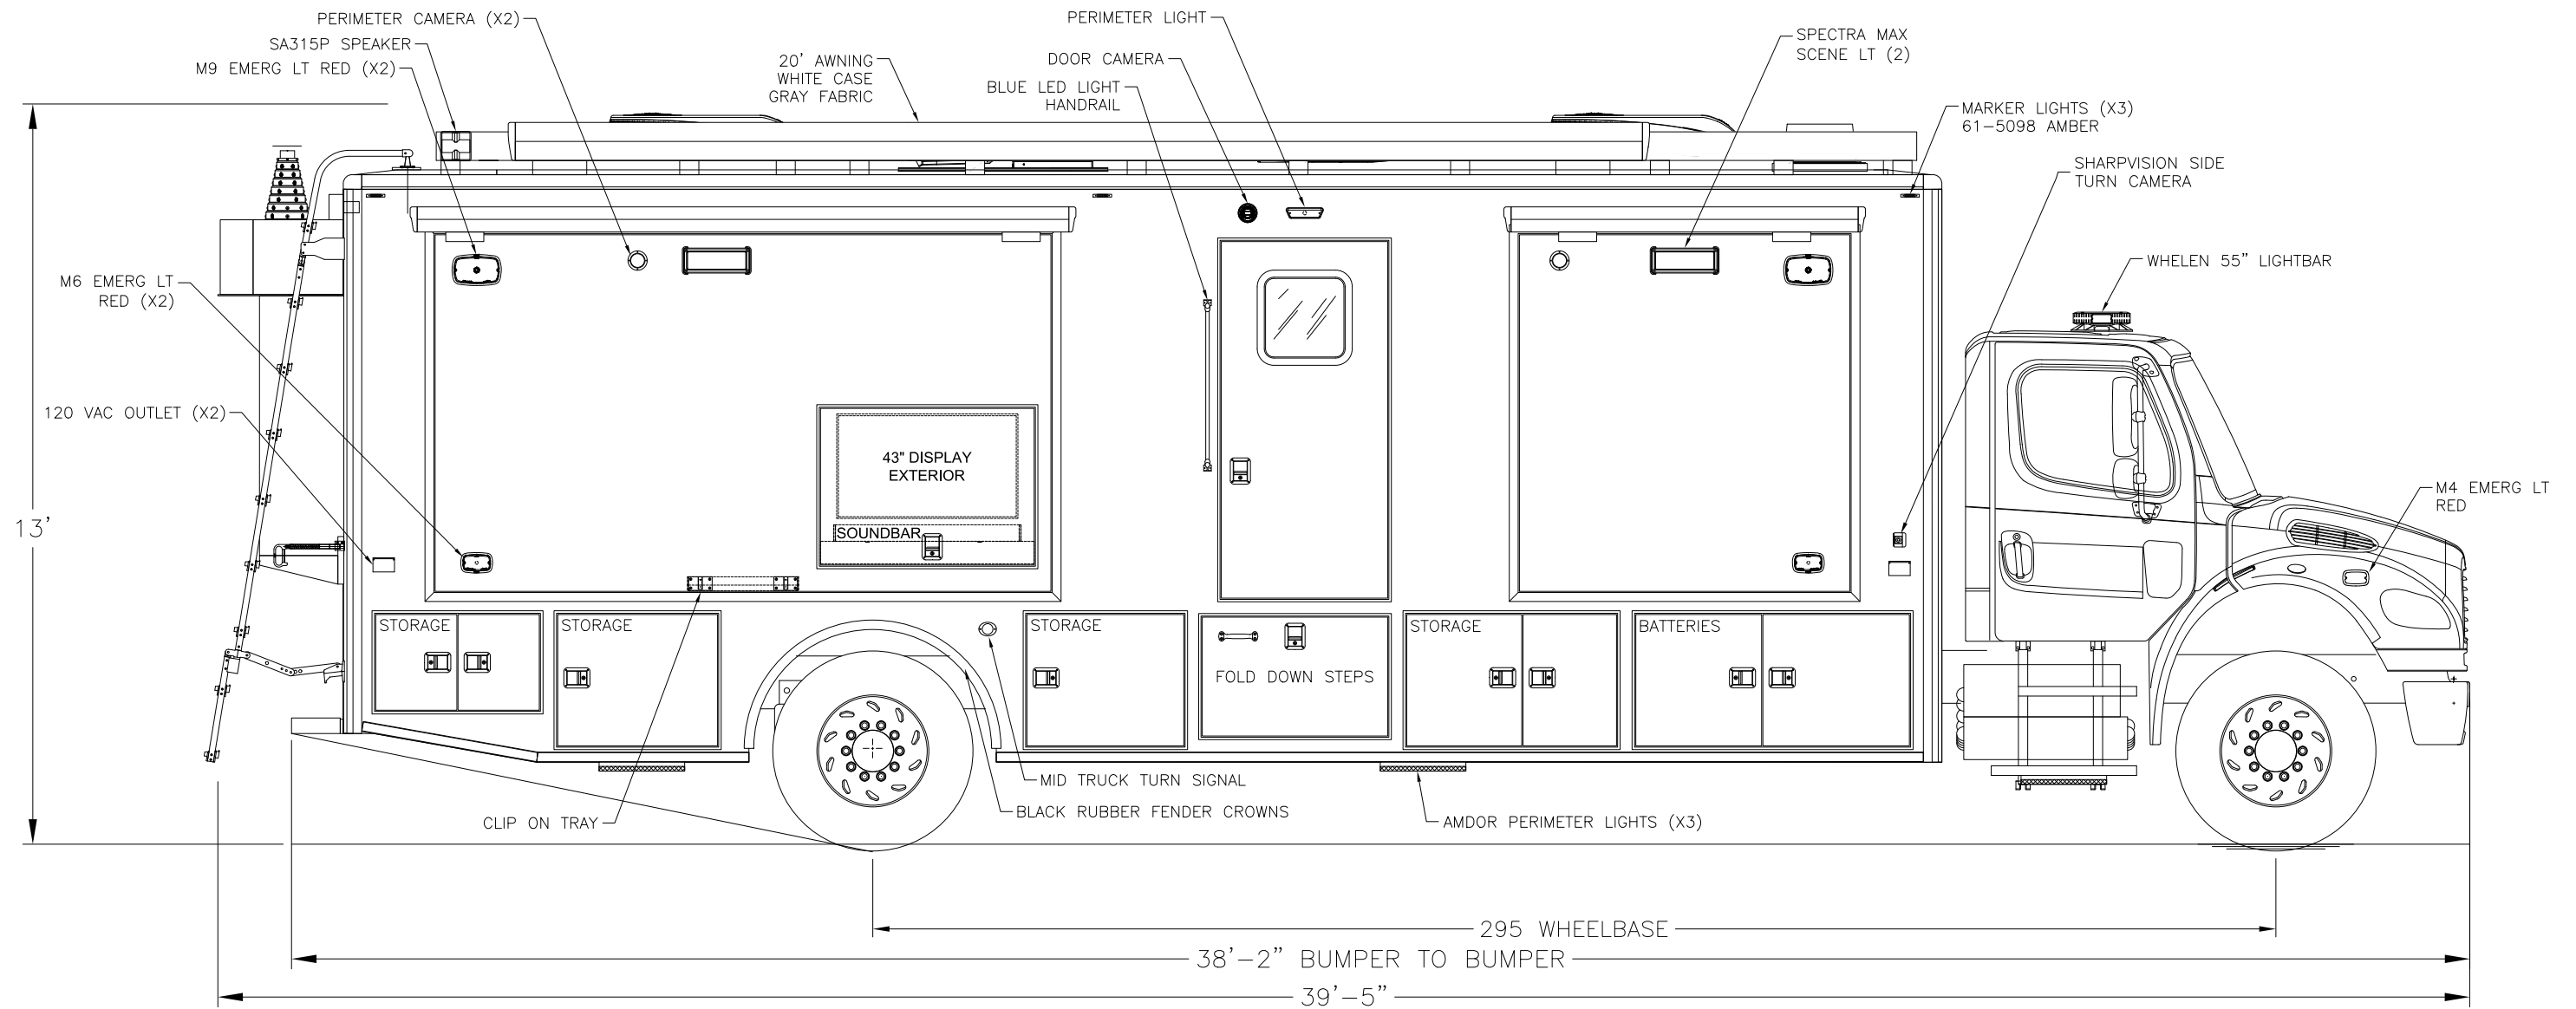 PERIMETER CAMERA (X2)
SA315P SPEAKER
M9 EMERG LT RED (X2)
20' AWNING
WHITE CASE
GRAY FABRIC
PERIMETER LIGHT
DOOR CAMERA
BLUE LED LIGHT
HANDRAIL
SPECTRA MAX
SCENE LT (2)
MARKER LIGHTS (X3)
61-5098 AMBER
SHARPVISION SIDE
TURN CAMERA
WHELEN 55" LIGHTBAR
M6 EMERG LT
RED (X2)
120 VAC OUTLET (X2)
13'
43" DISPLAY
EXTERIOR
SOUNDBAR
M4 EMERG LT
RED
STORAGE
STORAGE
STORAGE
FOLD DOWN STEPS
STORAGE
BATTERIES
MID TRUCK TURN SIGNAL
BLACK RUBBER FENDER CROWNS
CLIP ON TRAY
AMDOR PERIMETER LIGHTS (X3)
295 WHEELBASE
38'-2" BUMPER TO BUMPER
39'-5"